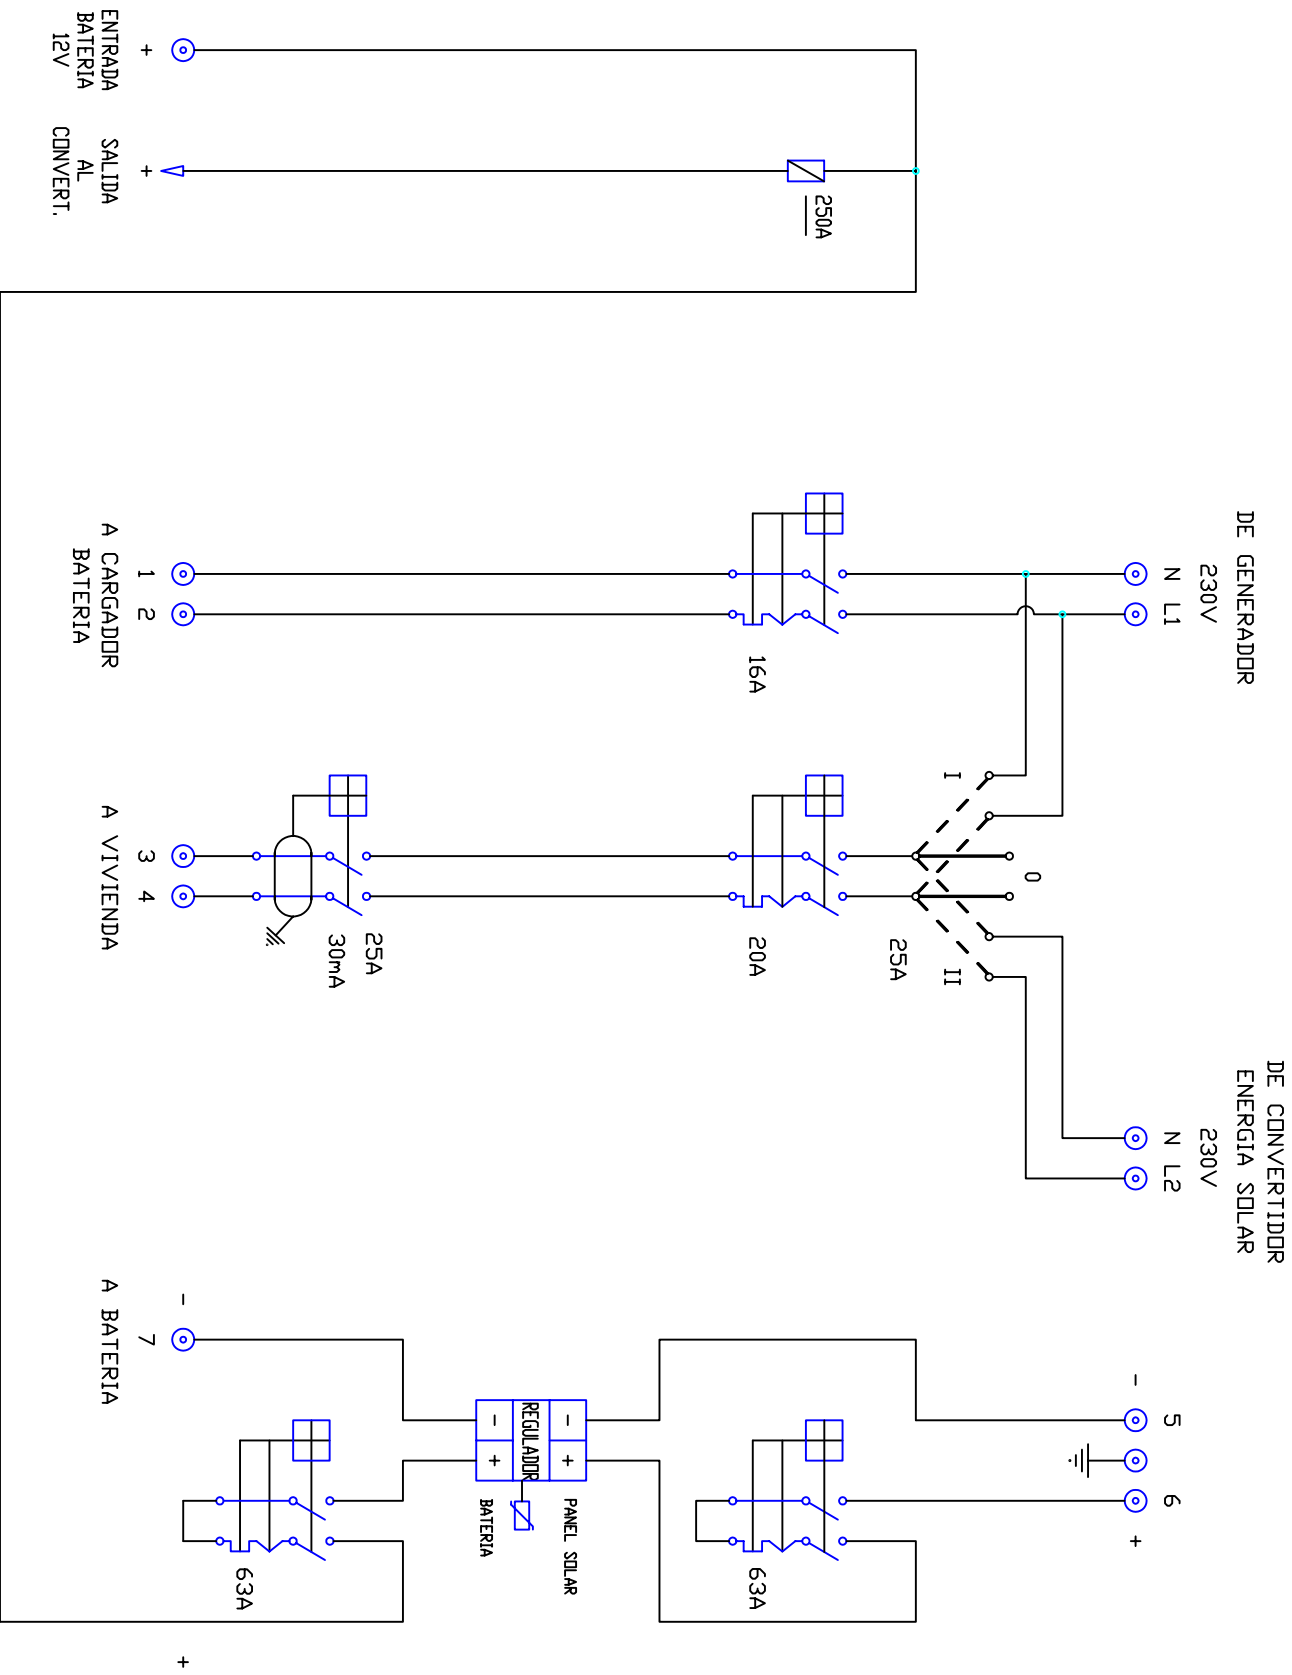 DE GENERADOR
230V
N L1
DE CONVERTIDOR
ENERGIA SOLAR
230V
N L2
- 5 6 +
I 0 II
25A
250A
16A
20A
63A
PANEL SOLAR
- +
REGULADOR
- +
BATERIA
25A
30mA
63A
+ +
ENTRADA
BATERIA
12V
SALIDA
AL
CONVERT.
1 2
A CARGADOR
BATERIA
3 4
A VIVIENDA
- +
7
A BATERIA